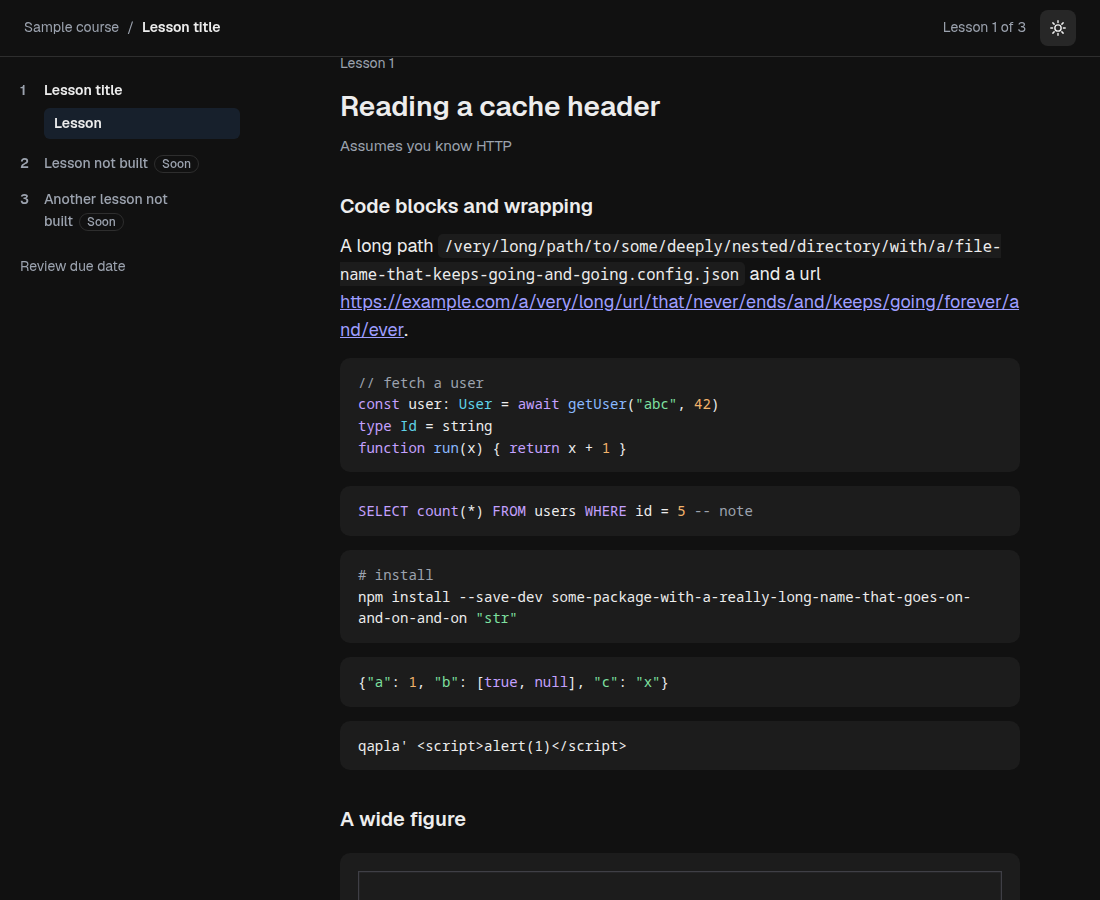 Sample course / Lesson title
Lesson 1 of 3
1 Lesson title
Lesson
2 Lesson not built Soon
3 Another lesson not
built Soon
Review due date
Lesson 1
Reading a cache header
Assumes you know HTTP
Code blocks and wrapping
A long path /very/long/path/to/some/deeply/nested/directory/with/a/file-
name-that-keeps-going-and-going.config.json and a url
https://example.com/a/very/long/url/that/never/ends/and/keeps/going/forever/a
nd/ever.
// fetch a user
const user: User = await getUser("abc", 42)
type Id = string
function run(x) { return x + 1 }
SELECT count(*) FROM users WHERE id = 5 -- note
# install
npm install --save-dev some-package-with-a-really-long-name-that-goes-on-
and-on-and-on "str"
{"a": 1, "b": [true, null], "c": "x"}
qapla' <script>alert(1)</script>
A wide figure